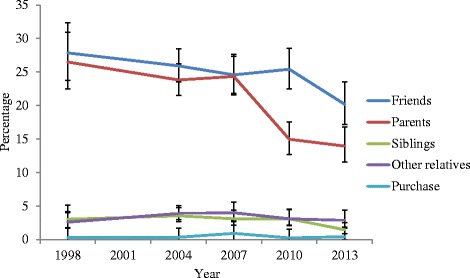 35
30
25
20
15
10
5
0
Percentage
1998 2001 2004 2007 2010 2013
Year
Friends
Parents
Siblings
Other relatives
Purchase